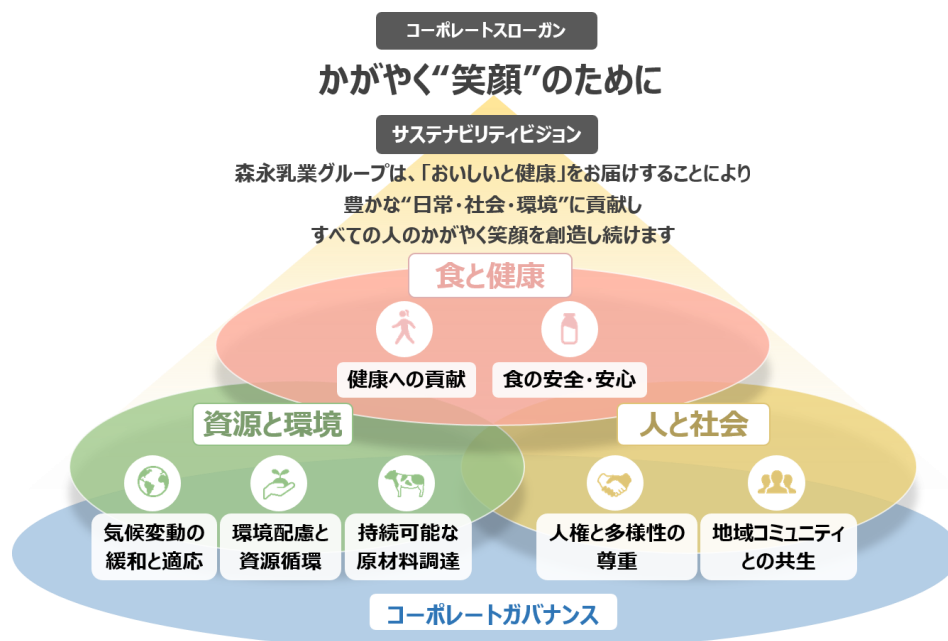 コーポレートスローガン
かがやく“笑顔”のために
サステナビリティビジョン
森永乳業グループは、「おいしいと健康」をお届けすることにより
豊かな“日常・社会・環境”に貢献し
すべての人のかがやく笑顔を創造し続けます
食と健康
健康への貢献
食の安全・安心
資源と環境
気候変動の
緩和と適応
環境配慮と
資源循環
持続可能な
原材料調達
人と社会
人権と多様性の
尊重
地域コミュニティ
との共生
コーポレートガバナンス